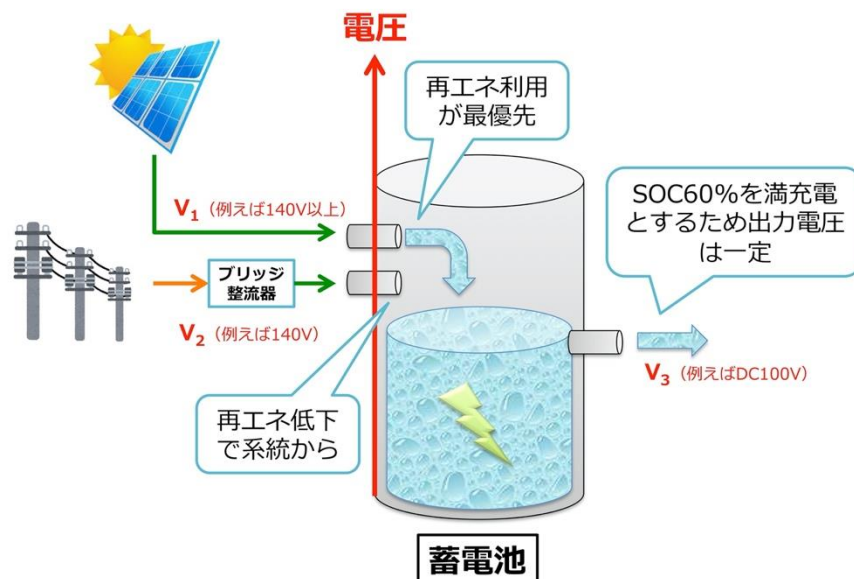 電圧
再エネ利用
が最優先
V₁（例えば140V以上）
SOC60%を満充電
とするため出力電圧
は一定
ブリッジ
整流器
V₂（例えば140V）
V₃（例えばDC100V）
再エネ低下
で系統から
蓄電池